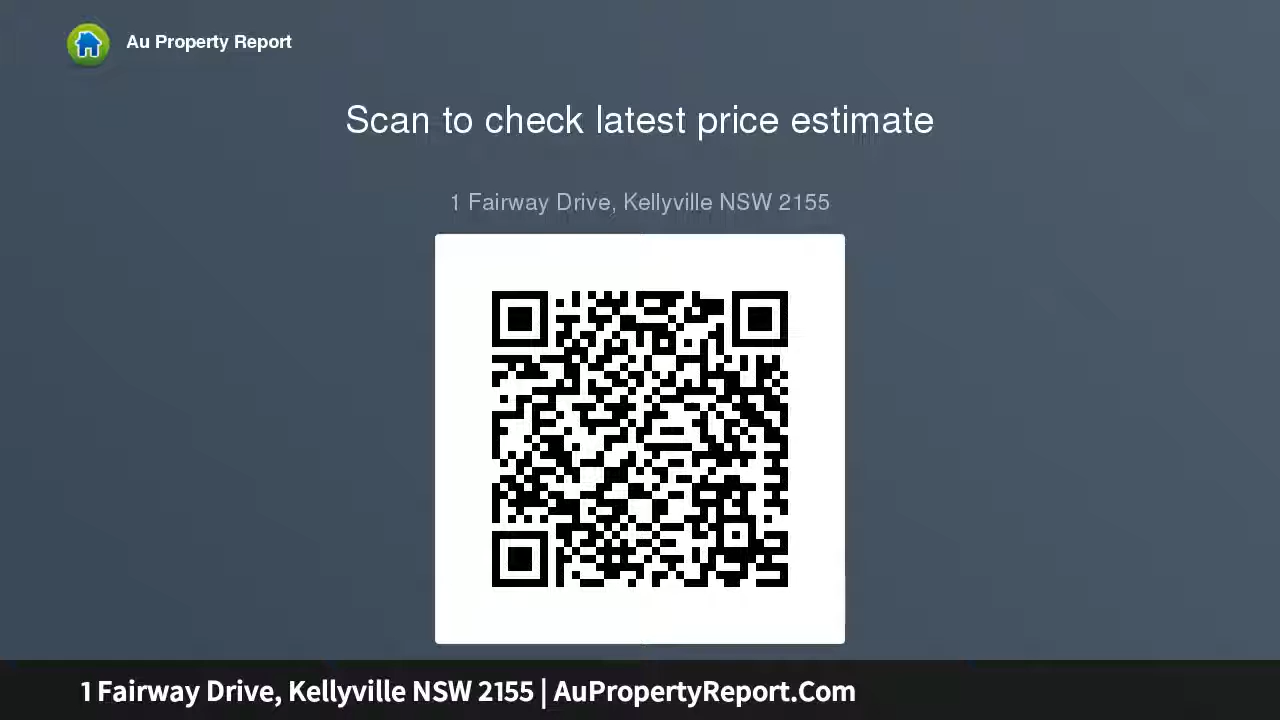 Au Property Report
Scan to check latest price estimate
1 Fairway Drive, Kellyville NSW 2155
1 Fairway Drive, Kellyville NSW 2155 | AuPropertyReport.Com